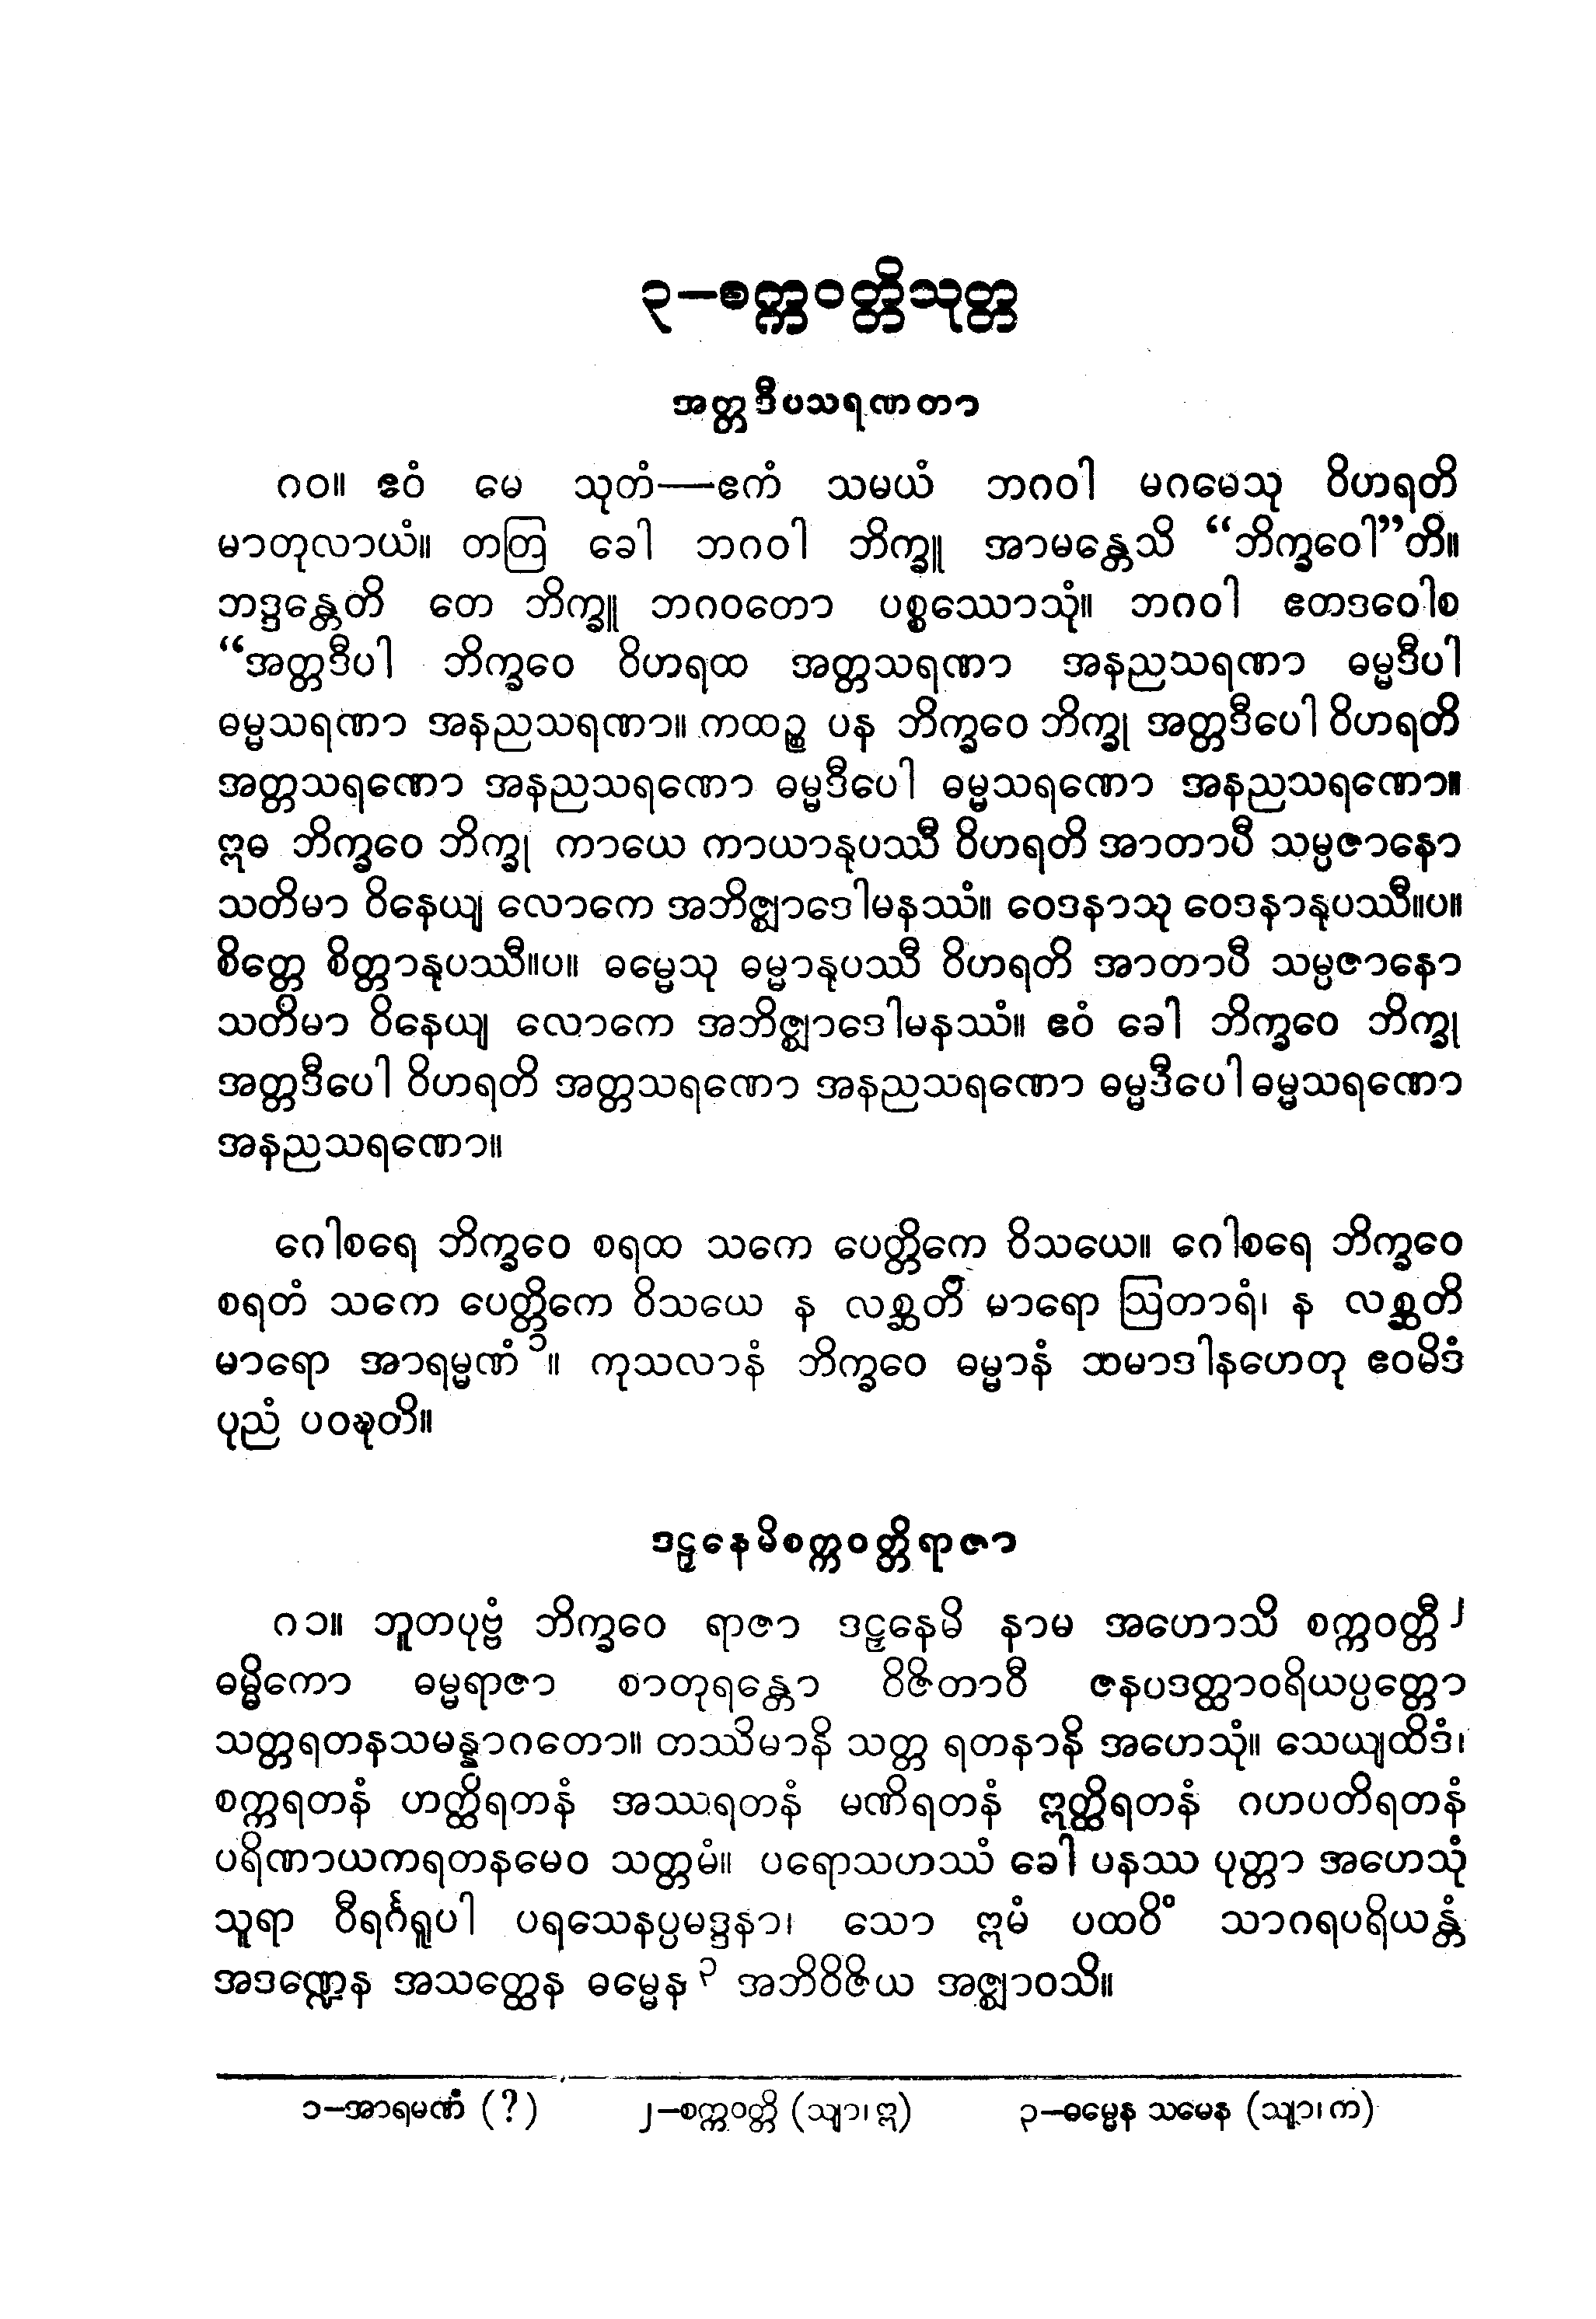 ၃–စက္ကဝတ္တိသုတ္တ
အတ္တဒီပသရဏတာ
၈၀။ ဧဝံ မေ သုတံ—ဧကံ သမယံ ဘဂဝါ မဂဓေသု ဝိဟရတိ
မာတုလာယံ။ တတြ ခေါ ဘဂဝါ ဘိက္ခူ အာမန္တေသိ “ဘိက္ခဝေါ”တိ။
ဘဒ္ဒန္တေတိ တေ ဘိက္ခူ ဘဂဝတော ပစ္စဿောသုံ။ ဘဂဝါ ဧတဒဝေါစ
“အတ္တဒီပါ ဘိက္ခဝေ ဝိဟရထ အတ္တသရဏာ အနညသရဏာ ဓမ္မဒီပါ
ဓမ္မသရဏာ အနညသရဏာ။ ကထဉ္စ ပန ဘိက္ခဝေ ဘိက္ခု အတ္တဒီပေါ ဝိဟရတိ
အတ္တသရဏော အနညသရဏော ဓမ္မဒီပေါ ဓမ္မသရဏော အနညသရဏော။
ဣဓ ဘိက္ခဝေ ဘိက္ခု ကာယေ ကာယာနုပဿီ ဝိဟရတိ အာတာပီ သမ္ပဇာနော
သတိမာ ဝိနေယျ လောကေ အဘိဇ္ဈာဒေါမနဿံ။ ဝေဒနာသု ဝေဒနာနုပဿီ။ပ။
စိတ္တေ စိတ္တာနုပဿီ။ပ။ ဓမ္မေသု ဓမ္မာနုပဿီ ဝိဟရတိ အာတာပီ သမ္ပဇာနော
သတိမာ ဝိနေယျ လောကေ အဘိဇ္ဈာဒေါမနဿံ။ ဧဝံ ခေါ ဘိက္ခဝေ ဘိက္ခု
အတ္တဒီပေါ ဝိဟရတိ အတ္တသရဏော အနညသရဏော ဓမ္မဒီပေါ ဓမ္မသရဏော
အနညသရဏော။
ဂေါစရေ ဘိက္ခဝေ စရထ သကေ ပေတ္တိကေ ဝိသယေ။ ဂေါစရေ ဘိက္ခဝေ
စရတံ သကေ ပေတ္တိကေ ဝိသယေ န လစ္ဆတိ မာရော ဩတာရံ၊ န လစ္ဆတိ
မာရော အာရမ္မဏံ၁။ ကုသလာနံ ဘိက္ခဝေ ဓမ္မာနံ သမာဒါနဟေတု ဧဝမိဒံ
ပုညံ ပဝဍ္ဎတိ။
ဒဠှနေမိစက္ကဝတ္တိရာဇာ
၈၁။ ဘူတပုဗ္ဗံ ဘိက္ခဝေ ရာဇာ ဒဠှနေမိ နာမ အဟောသိ စက္ကဝတ္တီ၂
ဓမ္မိကော ဓမ္မရာဇာ စာတုရန္တော ဝိဇိတာဝီ ဇနပဒတ္ထာဝရိယပ္ပတ္တော
သတ္တရတနသမန္နာဂတော။ တဿိမာနိ သတ္တ ရတနာနိ အဟေသုံ။ သေယျထိဒံ၊
စက္ကရတနံ ဟတ္ထိရတနံ အဿရတနံ မဏိရတနံ ဣတ္ထိရတနံ ဂဟပတိရတနံ
ပရိဏာယကရတနမေဝ သတ္တမံ။ ပရောသဟဿံ ခေါ ပနဿ ပုတ္တာ အဟေသုံ
သူရာ ဝီရင်္ဂရူပါ ပရသေနပ္ပမဒ္ဒနာ၊ သော ဣမံ ပထဝိံ သာဂရပရိယန္တံ
အဒဏ္ဍေန အသတ္ထေန ဓမ္မေန၃ အဘိဝိဇိယ အဇ္ဈာဝသိ။
၁–အာရမဏံ (?) ၂–စက္ကဝတ္တိ (သျာ၊ဣ) ၃–ဓမ္မေန သမေန (သျာ၊က)